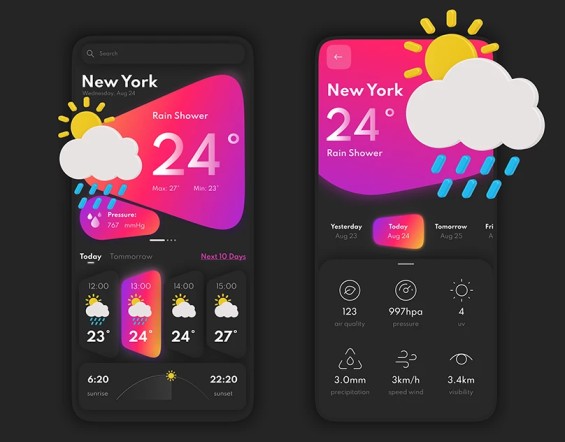 Search
New York
Wednesday, Aug 24
Rain Shower
24°
Max: 27° Min: 23°
Pressure:
767 mmHg
Today Tommorrow Next 10 Days
12:00 13:00 14:00 15:00
23° 24° 24° 27°
6:20 22:20
sunrise sunset
New York
24°
Rain Shower
Yesterday Today Tomorrow Fri
Aug 23 Aug 24 Aug 25 A
123 997hpa 4
air quality pressure uv
3.0mm 3km/h 3.4km
precipitation speed wind visibility